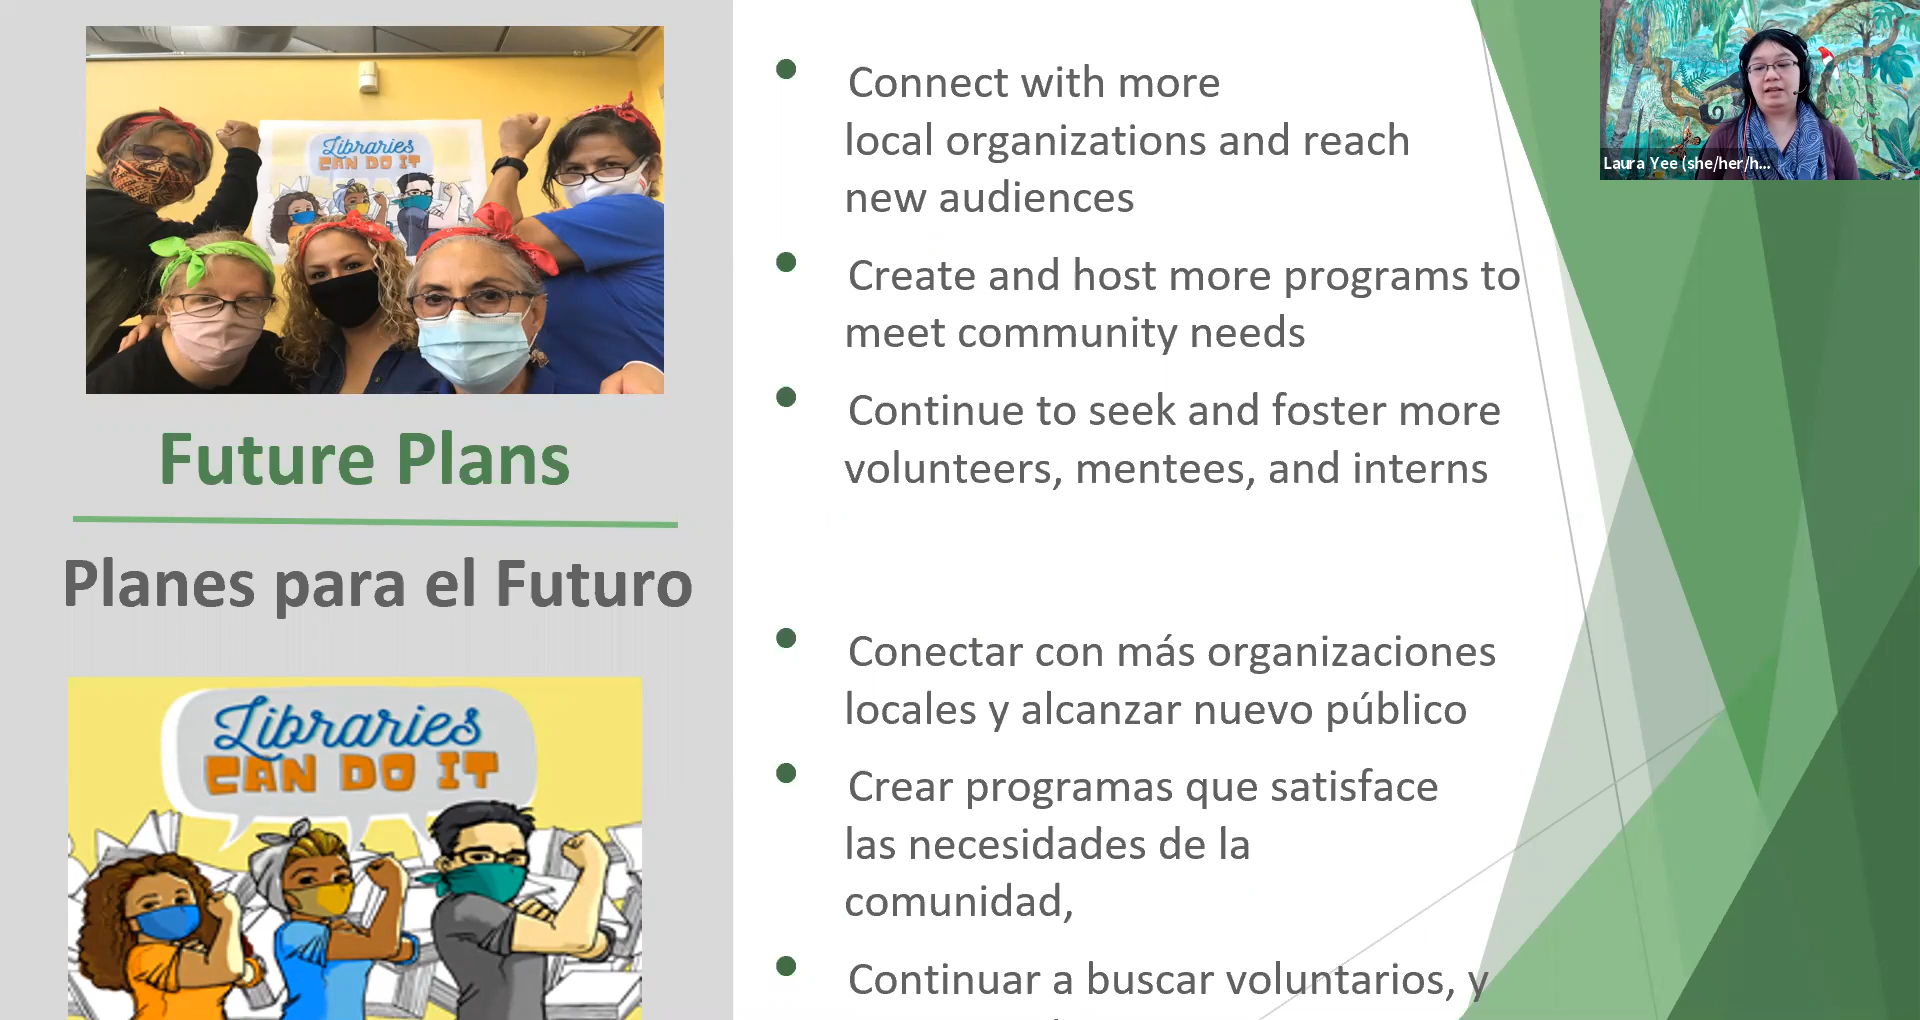 Libraries
CAN DO IT
Future Plans
Planes para el Futuro
Libraries
CAN DO IT
Connect with more
local organizations and reach
new audiences
Create and host more programs to
meet community needs
Continue to seek and foster more
volunteers, mentees, and interns
Conectar con más organizaciones
locales y alcanzar nuevo público
Crear programas que satisface
las necesidades de la
comunidad,
Continuar a buscar voluntarios, y
Laura Yee (she/her/h...